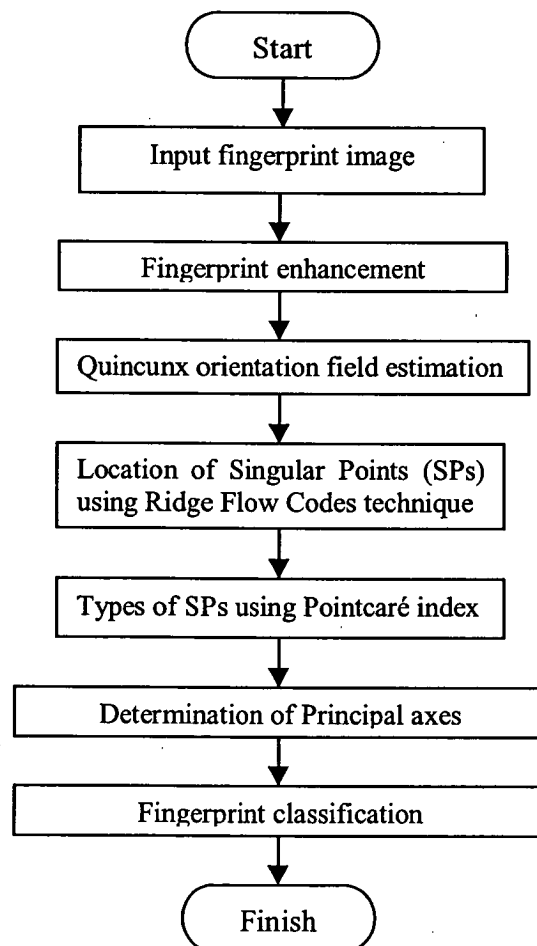 Start
Input fingerprint image
Fingerprint enhancement
Quincunx orientation field estimation
Location of Singular Points (SPs)
using Ridge Flow Codes technique
Types of SPs using Pointcaré index
Determination of Principal axes
Fingerprint classification
Finish